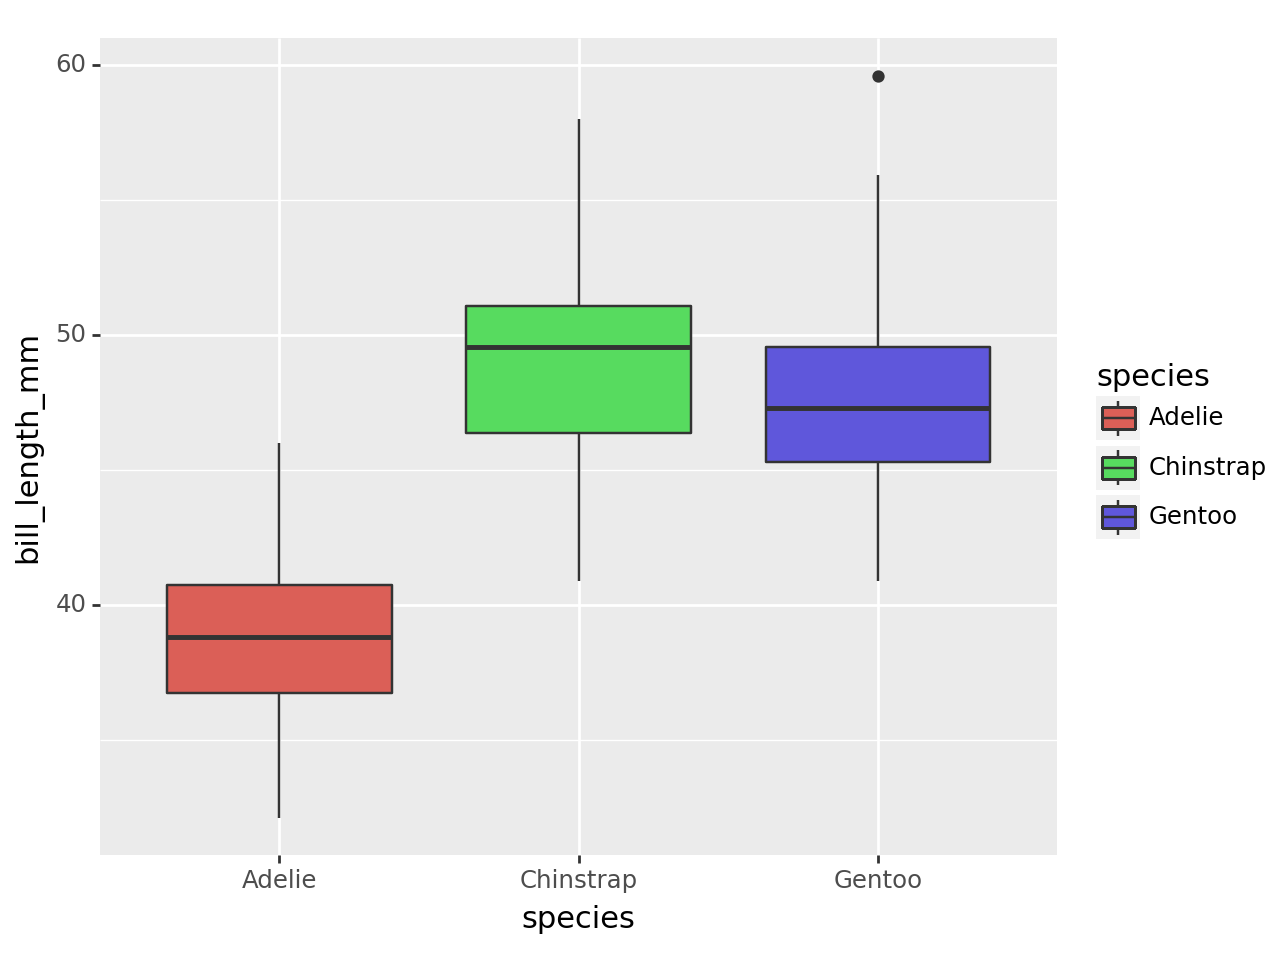 60
50
40
bill_length_mm
Adelie
Chinstrap
Gentoo
species
species
Adelie
Chinstrap
Gentoo